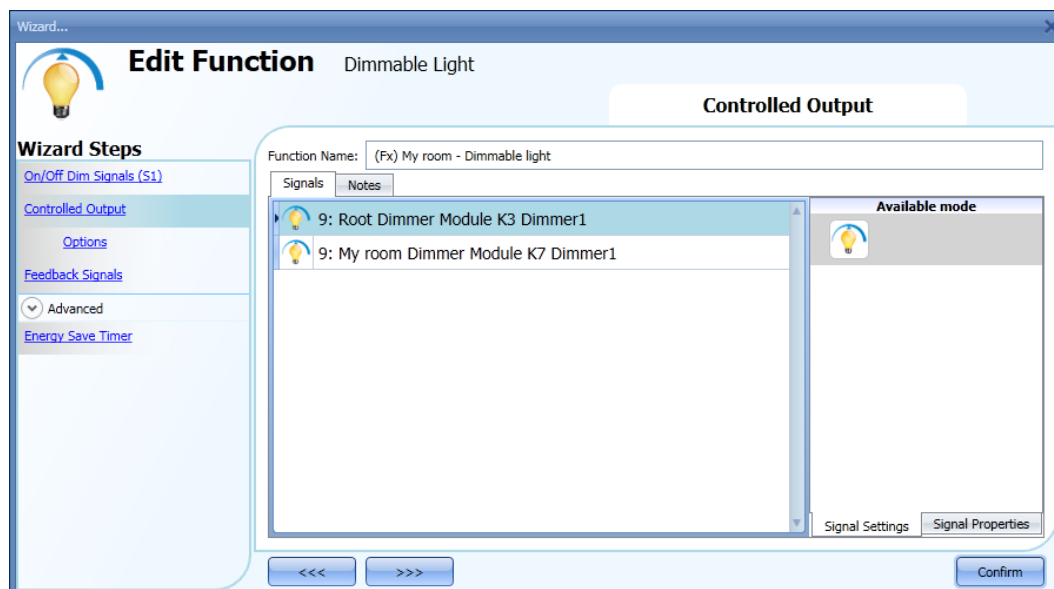 Wizard...
Edit Function Dimmable Light
Controlled Output
Wizard Steps
On/Off Dim Signals (S1)
Controlled Output
Options
Feedback Signals
Advanced
Energy Save Timer
Function Name: (Fx) My room - Dimmable light
Signals Notes
9: Root Dimmer Module K3 Dimmer1
9: My room Dimmer Module K7 Dimmer1
Available mode
Signal Settings Signal Properties
<<< >>> Confirm